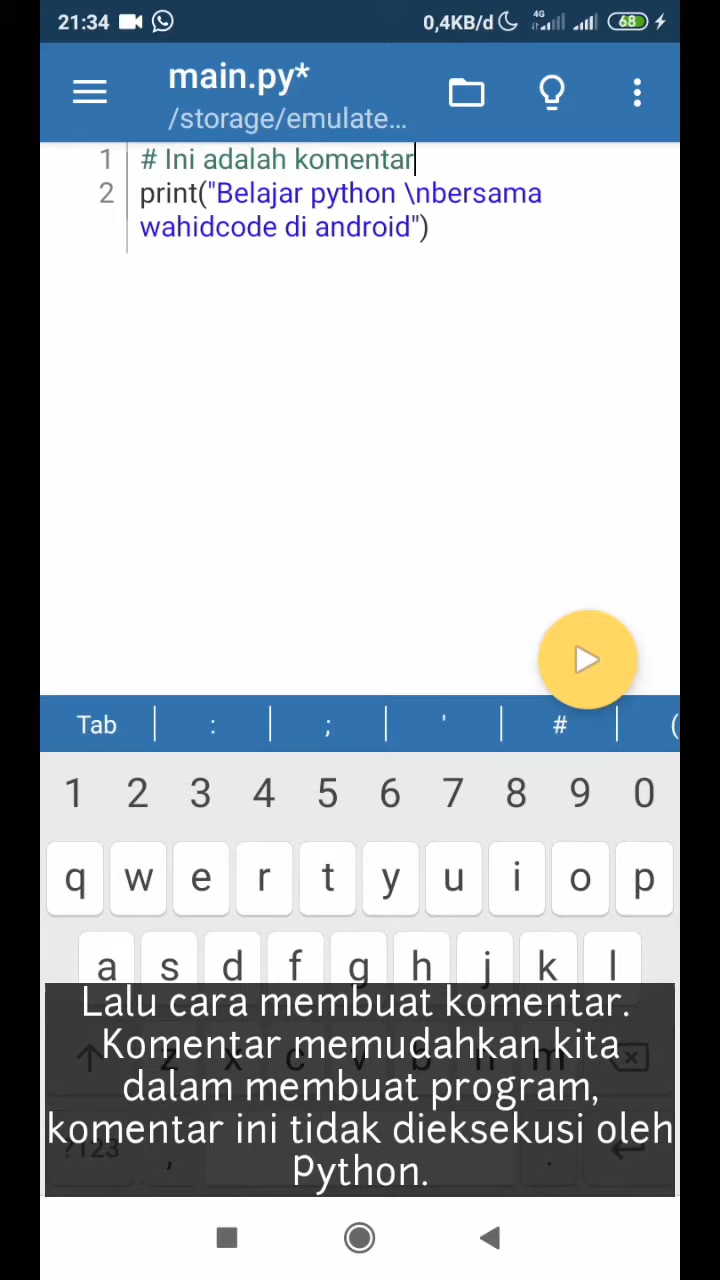 21:34 0,4KB/d 4G 68
main.py*
/storage/emulate...
1 # Ini adalah komentar
2 print("Belajar python \nbersama
wahidcode di android")
Tab : ; ' # (
1 2 3 4 5 6 7 8 9 0
q w e r t y u i o p
a s d f g h j k l
z x c v b n m
?123 , .
Lalu cara membuat komentar.
Komentar memudahkan kita
dalam membuat program,
komentar ini tidak dieksekusi oleh
Python.